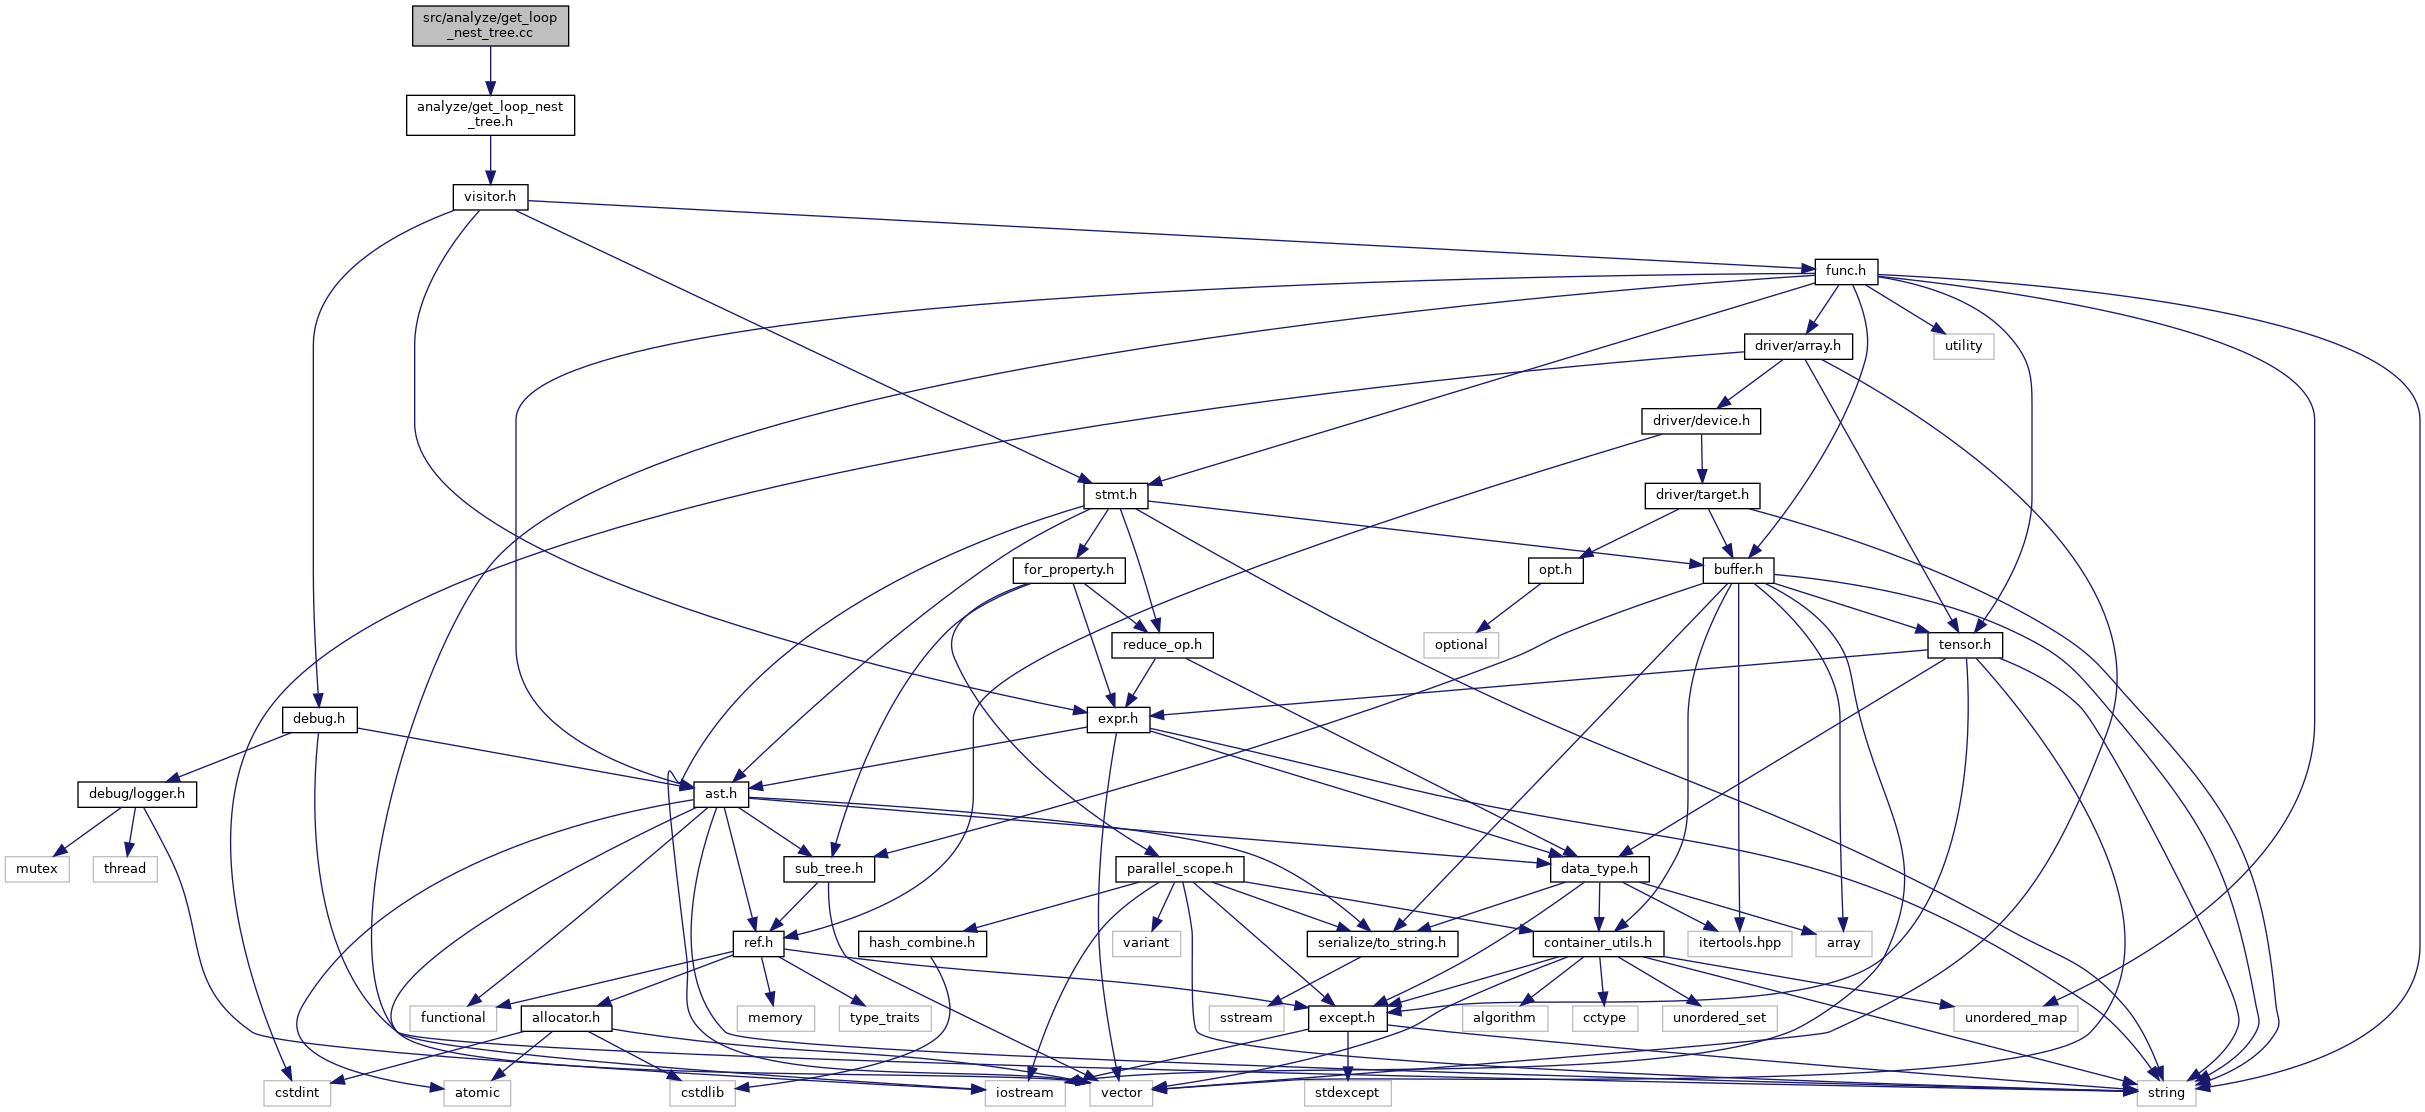 src/analyze/get_loop
_nest_tree.cc
analyze/get_loop_nest
_tree.h
visitor.h
func.h
driver/array.h
utility
driver/device.h
stmt.h
driver/target.h
for_property.h
opt.h
buffer.h
reduce_op.h
optional
tensor.h
debug.h
expr.h
debug/logger.h
ast.h
mutex
thread
sub_tree.h
parallel_scope.h
data_type.h
ref.h
hash_combine.h
variant
serialize/to_string.h
container_utils.h
itertools.hpp
array
functional
allocator.h
memory
type_traits
sstream
except.h
algorithm
cctype
unordered_set
unordered_map
cstdint
atomic
cstdlib
iostream
vector
stdexcept
string